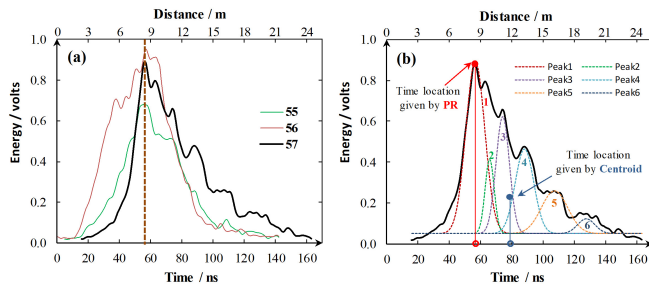 Distance / m
0 3 6 9 12 15 18 21 24
(a)
Energy / volts
1.0
0.8
0.6
0.4
0.2
0.0
55
56
57
0 20 40 60 80 100 120 140 160
Time / ns
Distance / m
0 3 6 9 12 15 18 21 24
(b)
Energy / volts
1.0
0.8
0.6
0.4
0.2
0.0
Time location
given by PR
Peak1 Peak2
Peak3 Peak4
Peak5 Peak6
Time location
given by Centroid
1
2
3
4
5
6
0 20 40 60 80 100 120 140 160
Time / ns